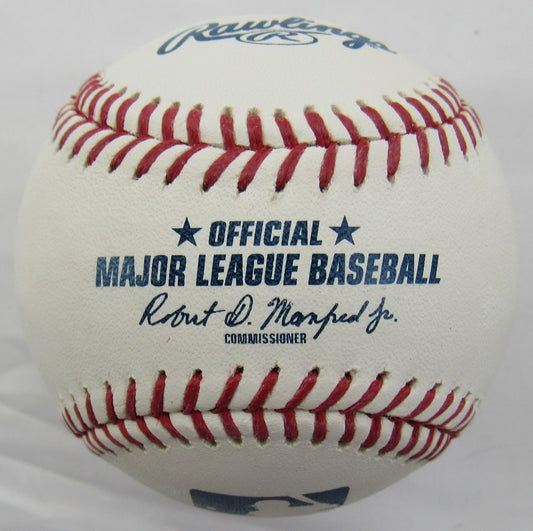 Rawlings
R
★ OFFICIAL ★
MAJOR LEAGUE BASEBALL
Robert D. Manfred Jr.
COMMISSIONER